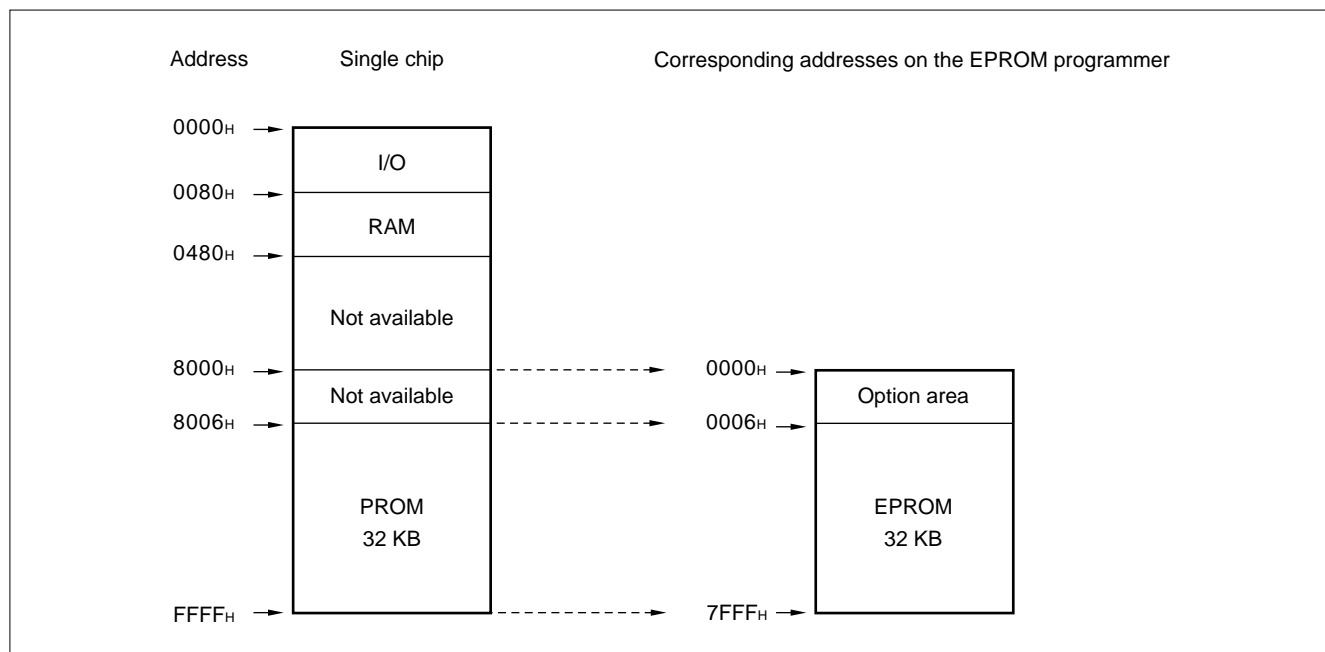 Address Single chip Corresponding addresses on the EPROM programmer
0000H
I/O
0080H
RAM
0480H
Not available
8000H 0000H
Not available Option area
8006H 0006H
PROM EPROM
32 KB 32 KB
FFFFH 7FFFH